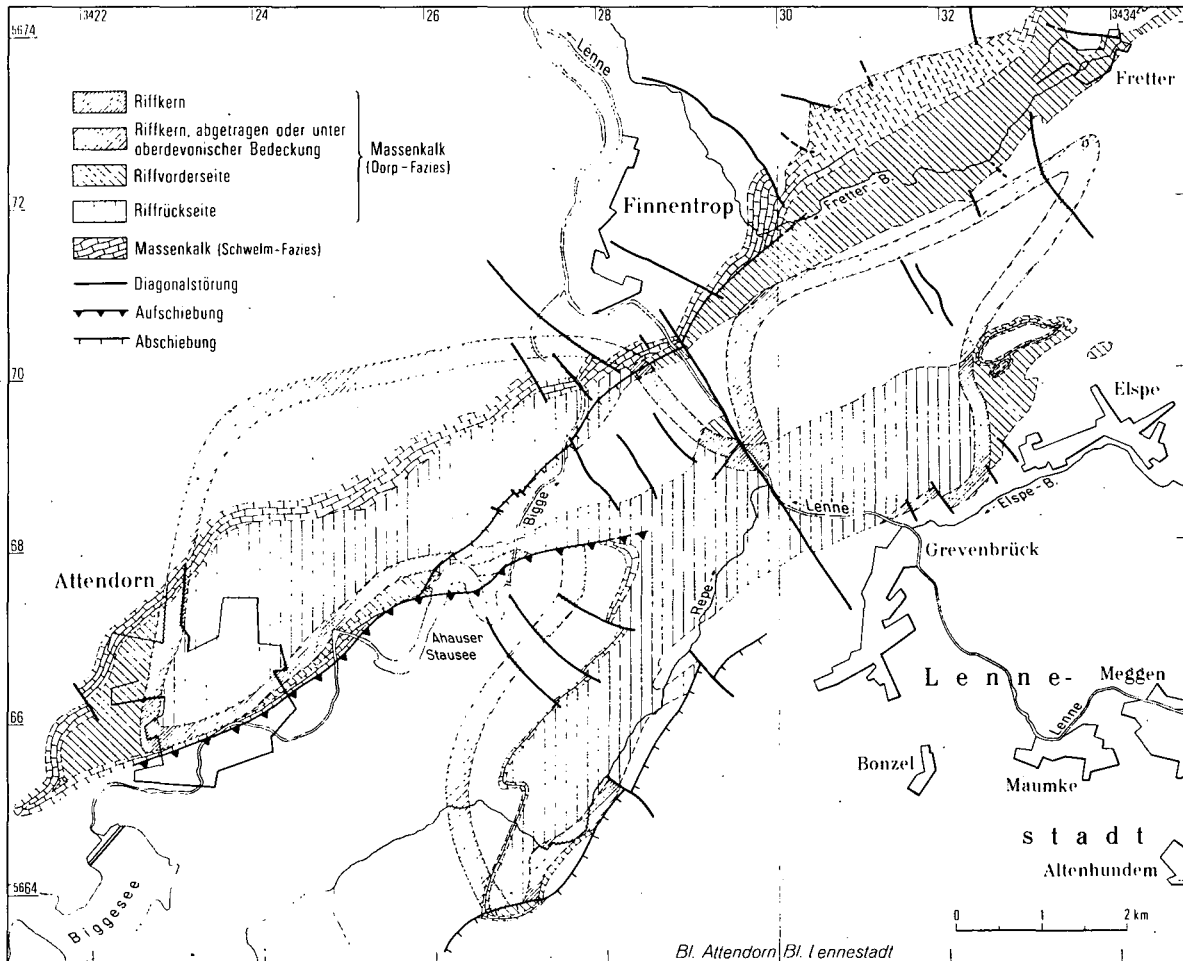 3422
24
26
28
30
32
3434
5674
72
70
68
66
5664
Riffkern
Riffkern, abgetragen oder unter
oberdevonischer Bedeckung
Riffvorderseite
Riffrückseite
Massenkalk
(Dorp-Fazies)
Massenkalk (Schwelm-Fazies)
Diagonalstörung
Aufschiebung
Abschiebung
Lenne
Fretter
Finnentrop
Fretter-B.
Elspe
Elspe-B.
Lenne
Grevenbrück
Bigge
Attendorn
Ahauser
Stausee
Repe
Lenne-
Meggen
Lenne
Bonzel
Maumke
stadt
Altenhundem
Biggesee
0 1 2 km
Bl. Attendorn Bl. Lennestadt